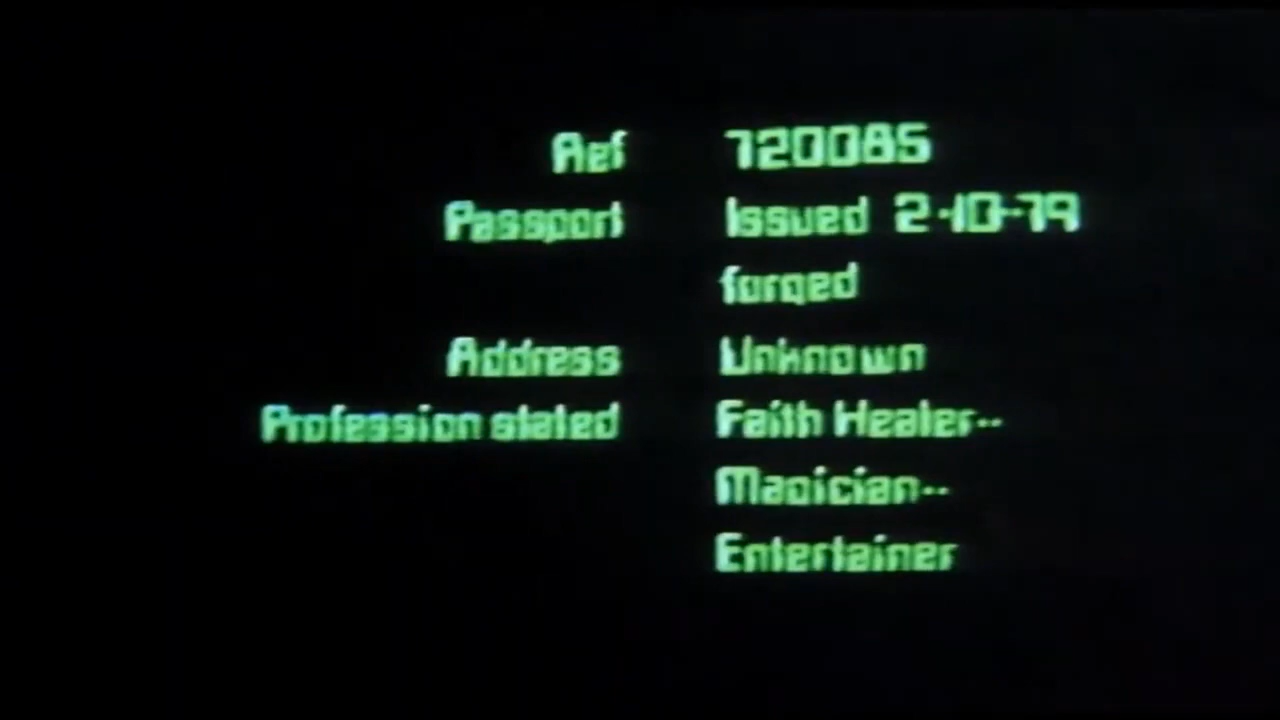 Ref 720085
Passport Issued 2-10-79
forged
Address Unknown
Profession stated Faith Healer--
Magician--
Entertainer